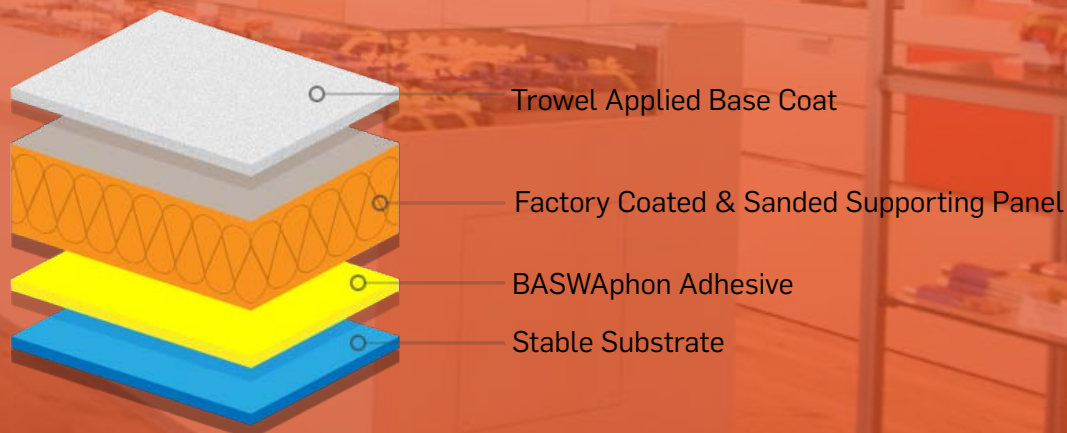 Trowel Applied Base Coat
Factory Coated & Sanded Supporting Panel
BASWAphon Adhesive
Stable Substrate